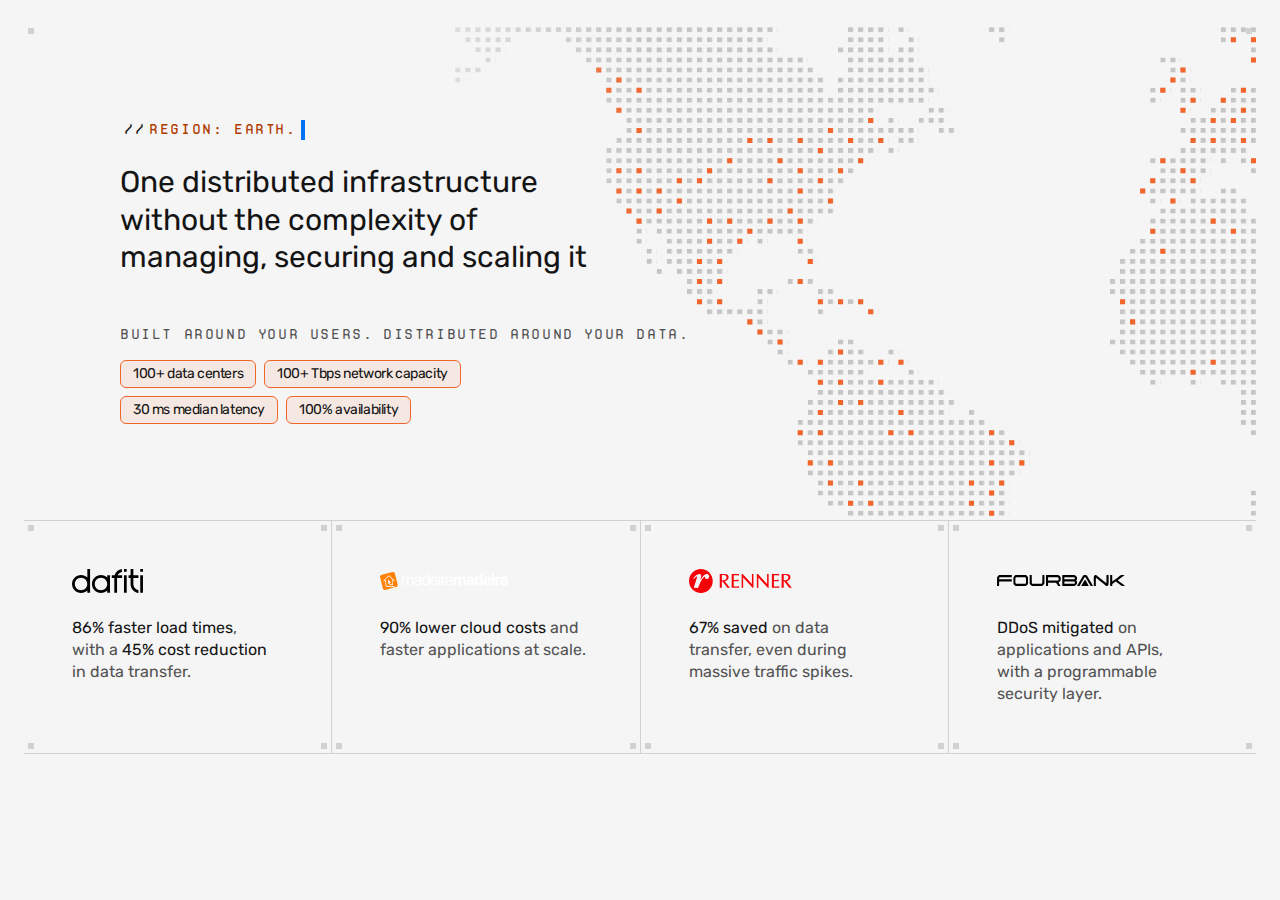 //REGION: EARTH.
One distributed infrastructure
without the complexity of
managing, securing and scaling it
BUILT AROUND YOUR USERS. DISTRIBUTED AROUND YOUR DATA.
100+ data centers
100+ Tbps network capacity
30 ms median latency
100% availability
dafiti
86% faster load times,
with a 45% cost reduction
in data transfer.
madeiramadeira
90% lower cloud costs and
faster applications at scale.
r RENNER
67% saved on data
transfer, even during
massive traffic spikes.
FOURBANK
DDoS mitigated on
applications and APIs,
with a programmable
security layer.